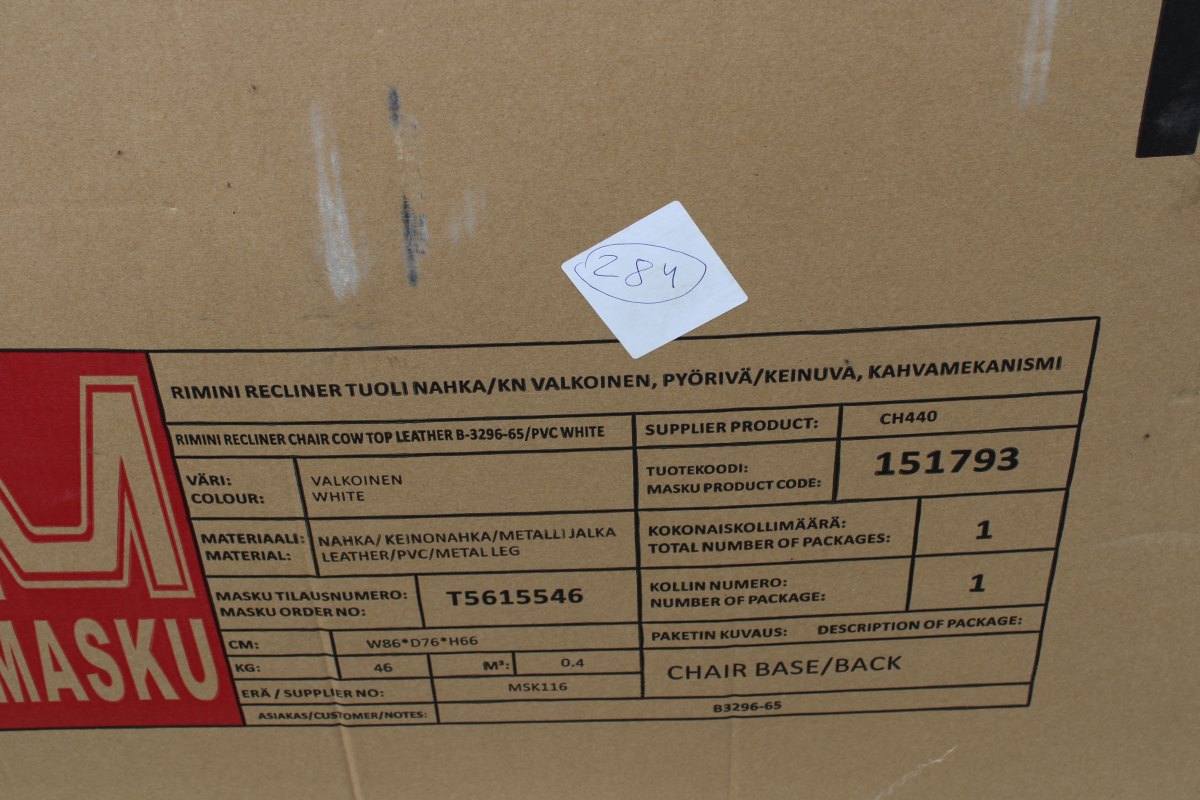 284
RIMINI RECLINER TUOLI NAHKA/KN VALKOINEN, PYÖRIVÄ/KEINUVA, KAHVAMEKANISMI
RIMINI RECLINER CHAIR COW TOP LEATHER B-3296-65/PVC WHITE
SUPPLIER PRODUCT: CH440
VÄRI: VALKOINEN
COLOUR: WHITE
TUOTEKOODI:
MASKU PRODUCT CODE: 151793
MATERIAALI: NAHKA/ KEINONAHKA/METALLI JALKA
MATERIAL: LEATHER/PVC/METAL LEG
KOKONAISKOLLIMÄÄRÄ:
TOTAL NUMBER OF PACKAGES: 1
MASKU TILAUSNUMERO:
MASKU ORDER NO: T5615546
KOLLIN NUMERO:
NUMBER OF PACKAGE: 1
CM: W86*D76*H66
PAKETIN KUVAUS: DESCRIPTION OF PACKAGE:
KG: 46 M³: 0.4
CHAIR BASE/BACK
ERÄ / SUPPLIER NO: MSK116
ASIAKAS/CUSTOMER/NOTES: B3296-65
MASKU